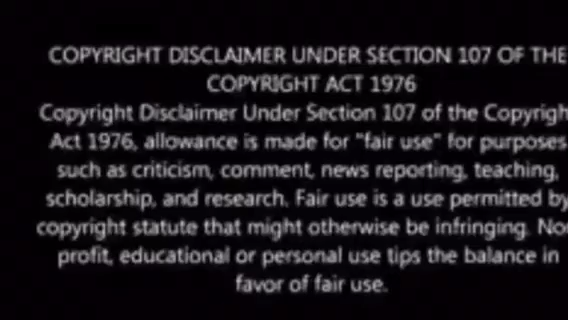 COPYRIGHT DISCLAIMER UNDER SECTION 107 OF THE
COPYRIGHT ACT 1976
Copyright Disclaimer Under Section 107 of the Copyrigh
Act 1976, allowance is made for "fair use" for purposes
such as criticism, comment, news reporting, teaching,
scholarship, and research. Fair use is a use permitted by
copyright statute that might otherwise be infringing. No
profit, educational or personal use tips the balance in
favor of fair use.